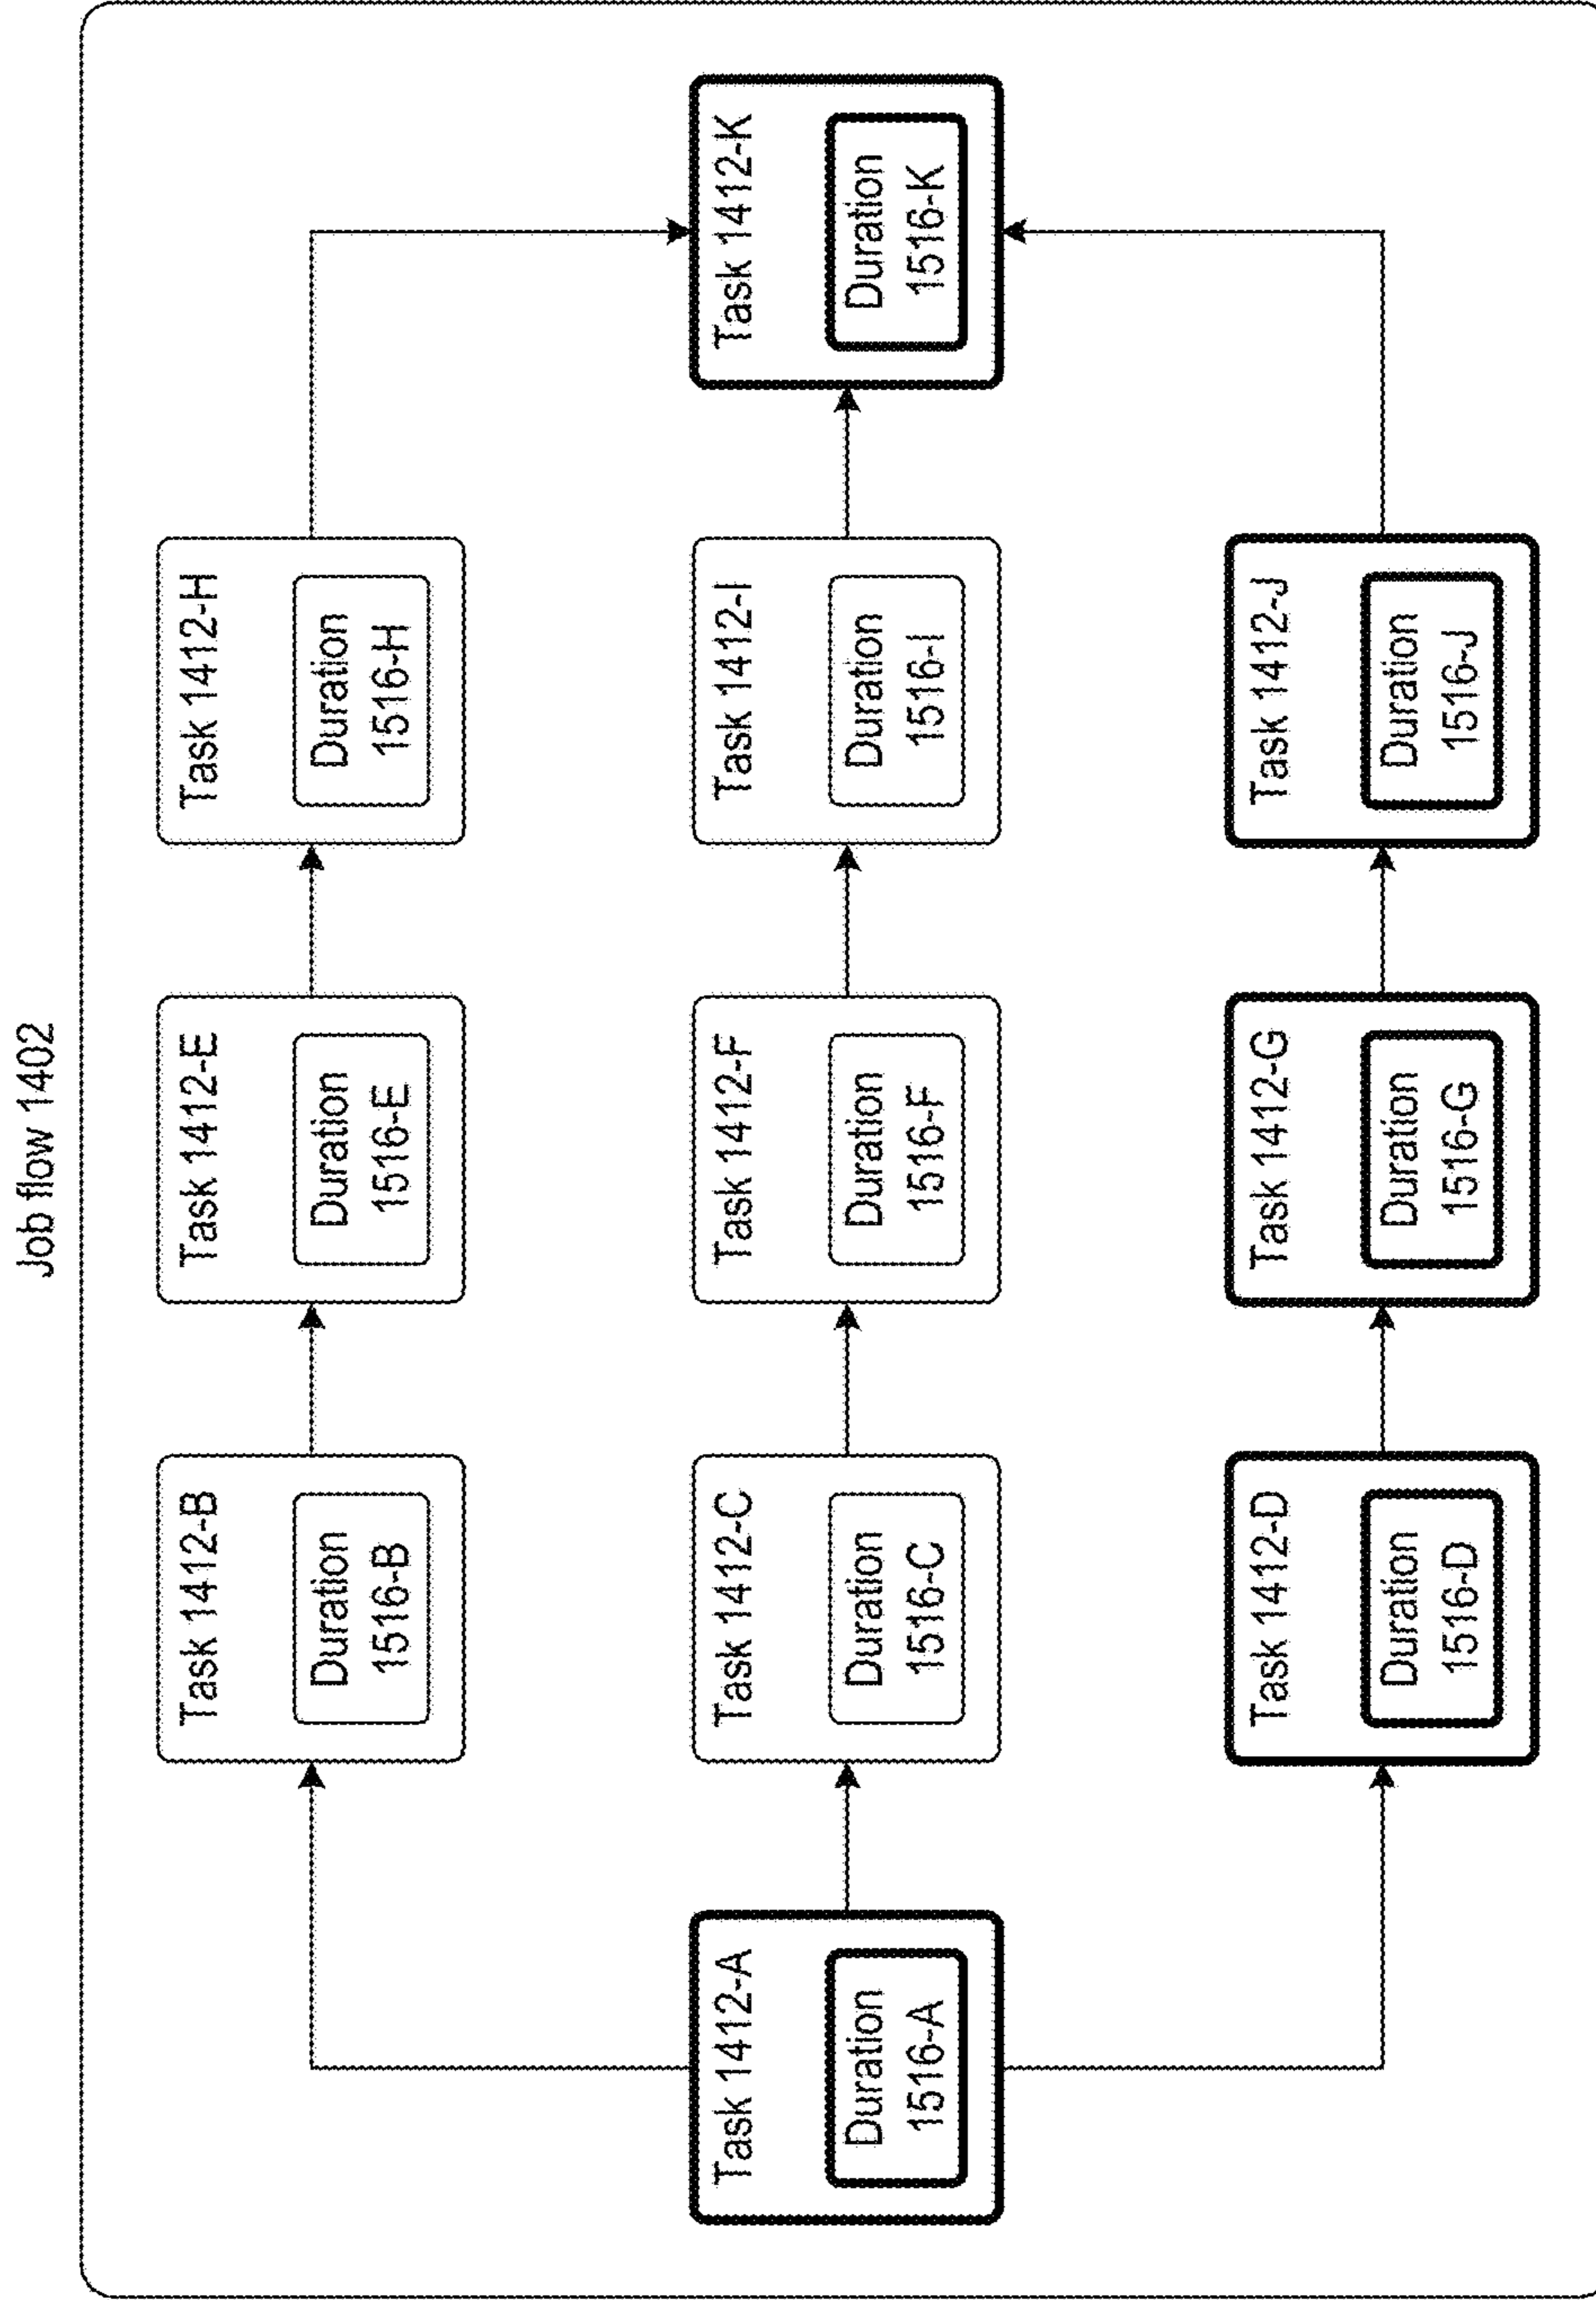 Job flow 1402
Task 1412-A
Duration
1516-A
Task 1412-B
Duration
1516-B
Task 1412-E
Duration
1516-E
Task 1412-H
Duration
1516-H
Task 1412-C
Duration
1516-C
Task 1412-F
Duration
1516-F
Task 1412-I
Duration
1516-I
Task 1412-D
Duration
1516-D
Task 1412-G
Duration
1516-G
Task 1412-J
Duration
1516-J
Task 1412-K
Duration
1516-K